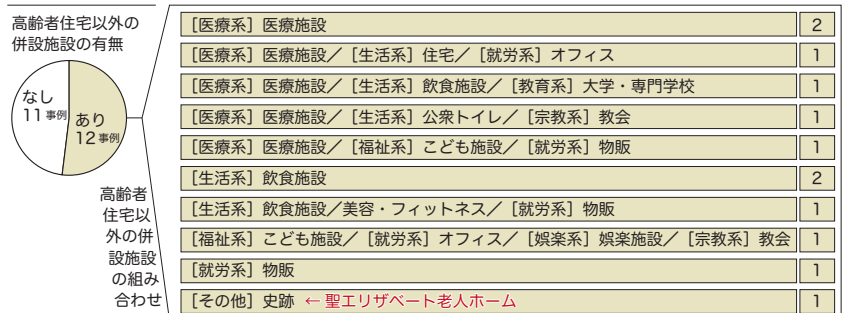 高齢者住宅以外の
併設施設の有無
なし
11事例
あり
12事例
高齢者
住宅以
外の併
設施設
の組み
合わせ
[医療系] 医療施設 2
[医療系] 医療施設／ [生活系] 住宅／ [就労系] オフィス 1
[医療系] 医療施設／ [生活系] 飲食施設／ [教育系] 大学・専門学校 1
[医療系] 医療施設／ [生活系] 公衆トイレ／ [宗教系] 教会 1
[医療系] 医療施設／ [福祉系] こども施設／ [就労系] 物販 1
[生活系] 飲食施設 2
[生活系] 飲食施設／美容・フィットネス／ [就労系] 物販 1
[福祉系] こども施設／ [就労系] オフィス／ [娯楽系] 娯楽施設／ [宗教系] 教会 1
[就労系] 物販 1
[その他] 史跡 ←聖エリザベート老人ホーム 1